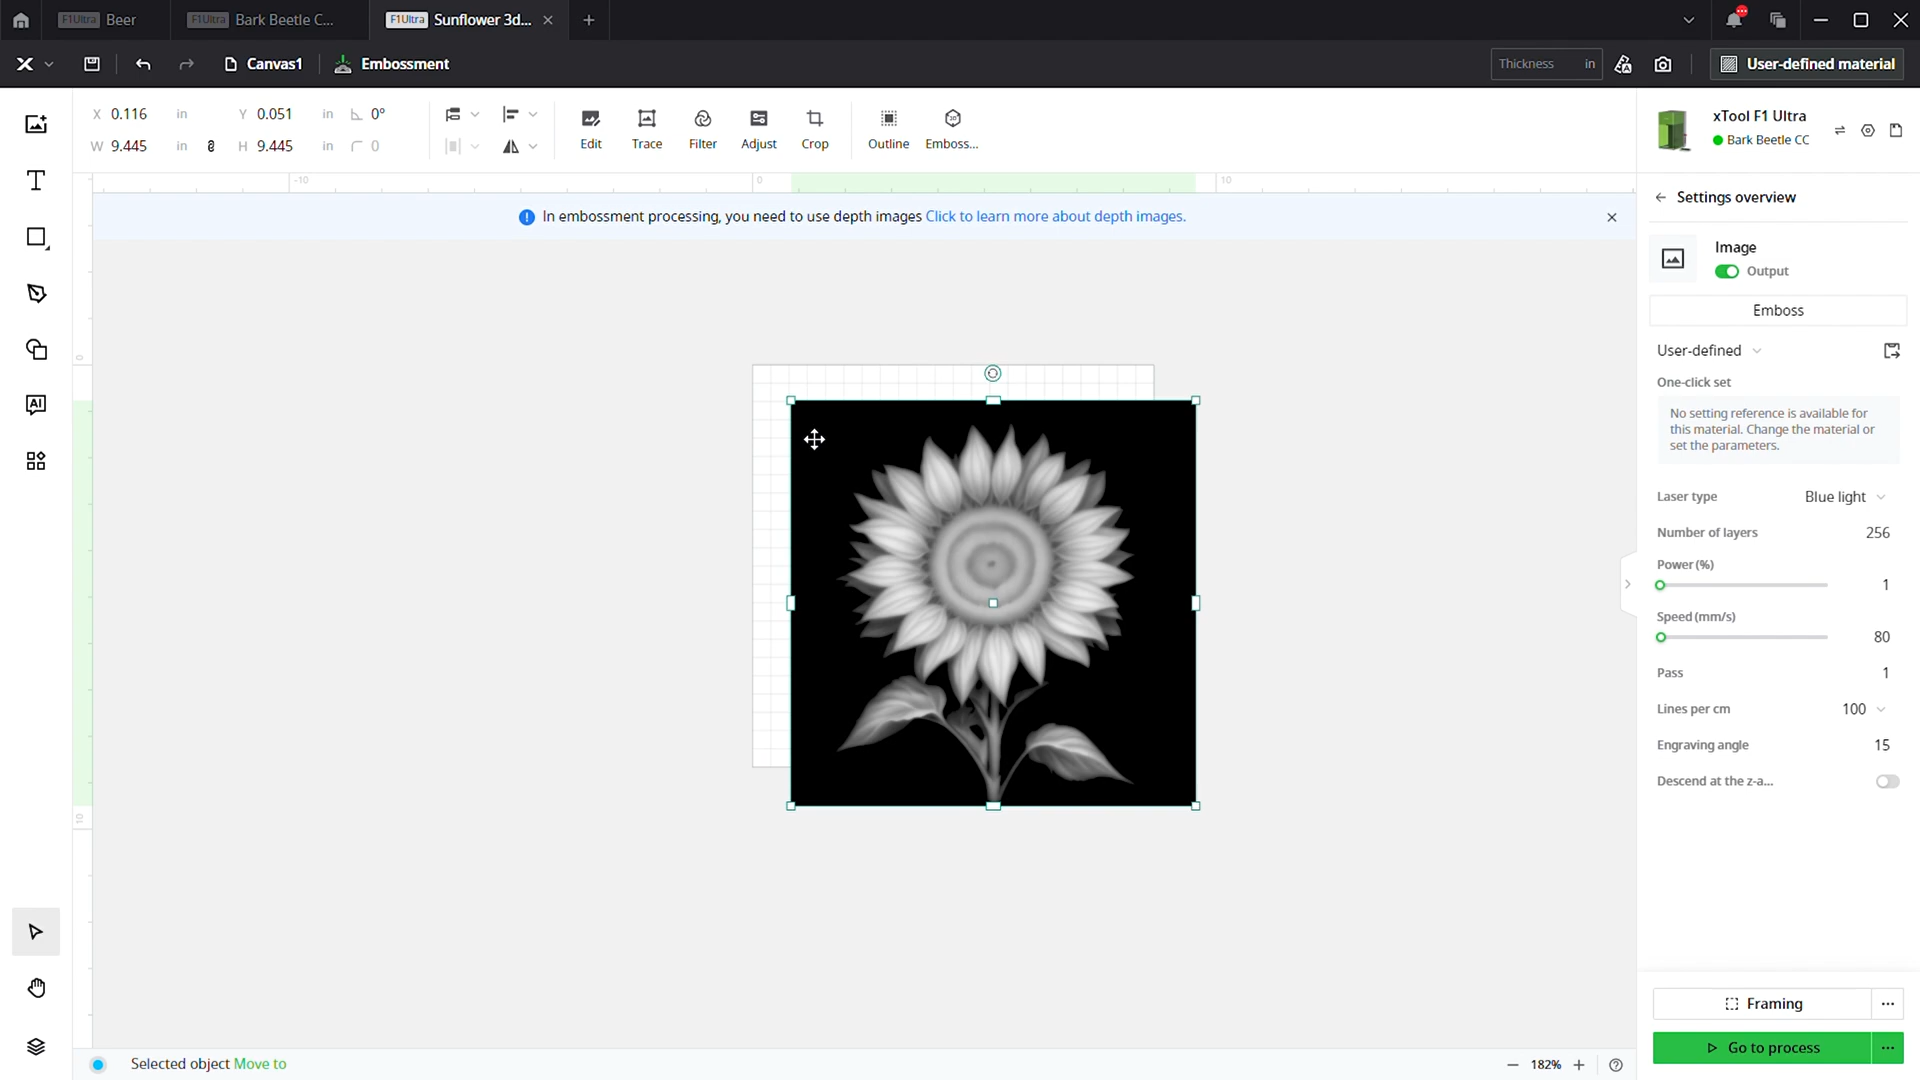 F1Ultra Beer
F1Ultra Bark Beetle C...
F1Ultra Sunflower 3d...
Canvas1
Embossment
Thickness in
User-defined material
X 0.116 in Y 0.051 in 0°
W 9.445 in H 9.445 in 0
Edit
Trace
Filter
Adjust
Crop
Outline
Emboss...
xTool F1 Ultra
Bark Beetle CC
-10 0 10
In embossment processing, you need to use depth images Click to learn more about depth images.
0
10
AI
Settings overview
Image
Output
Emboss
User-defined
One-click set
No setting reference is available for
this material. Change the material or
set the parameters.
Laser type Blue light
Number of layers 256
Power (%)
1
Speed (mm/s)
80
Pass 1
Lines per cm 100
Engraving angle 15
Descend at the z-a...
Framing
Go to process
Selected object Move to
182%